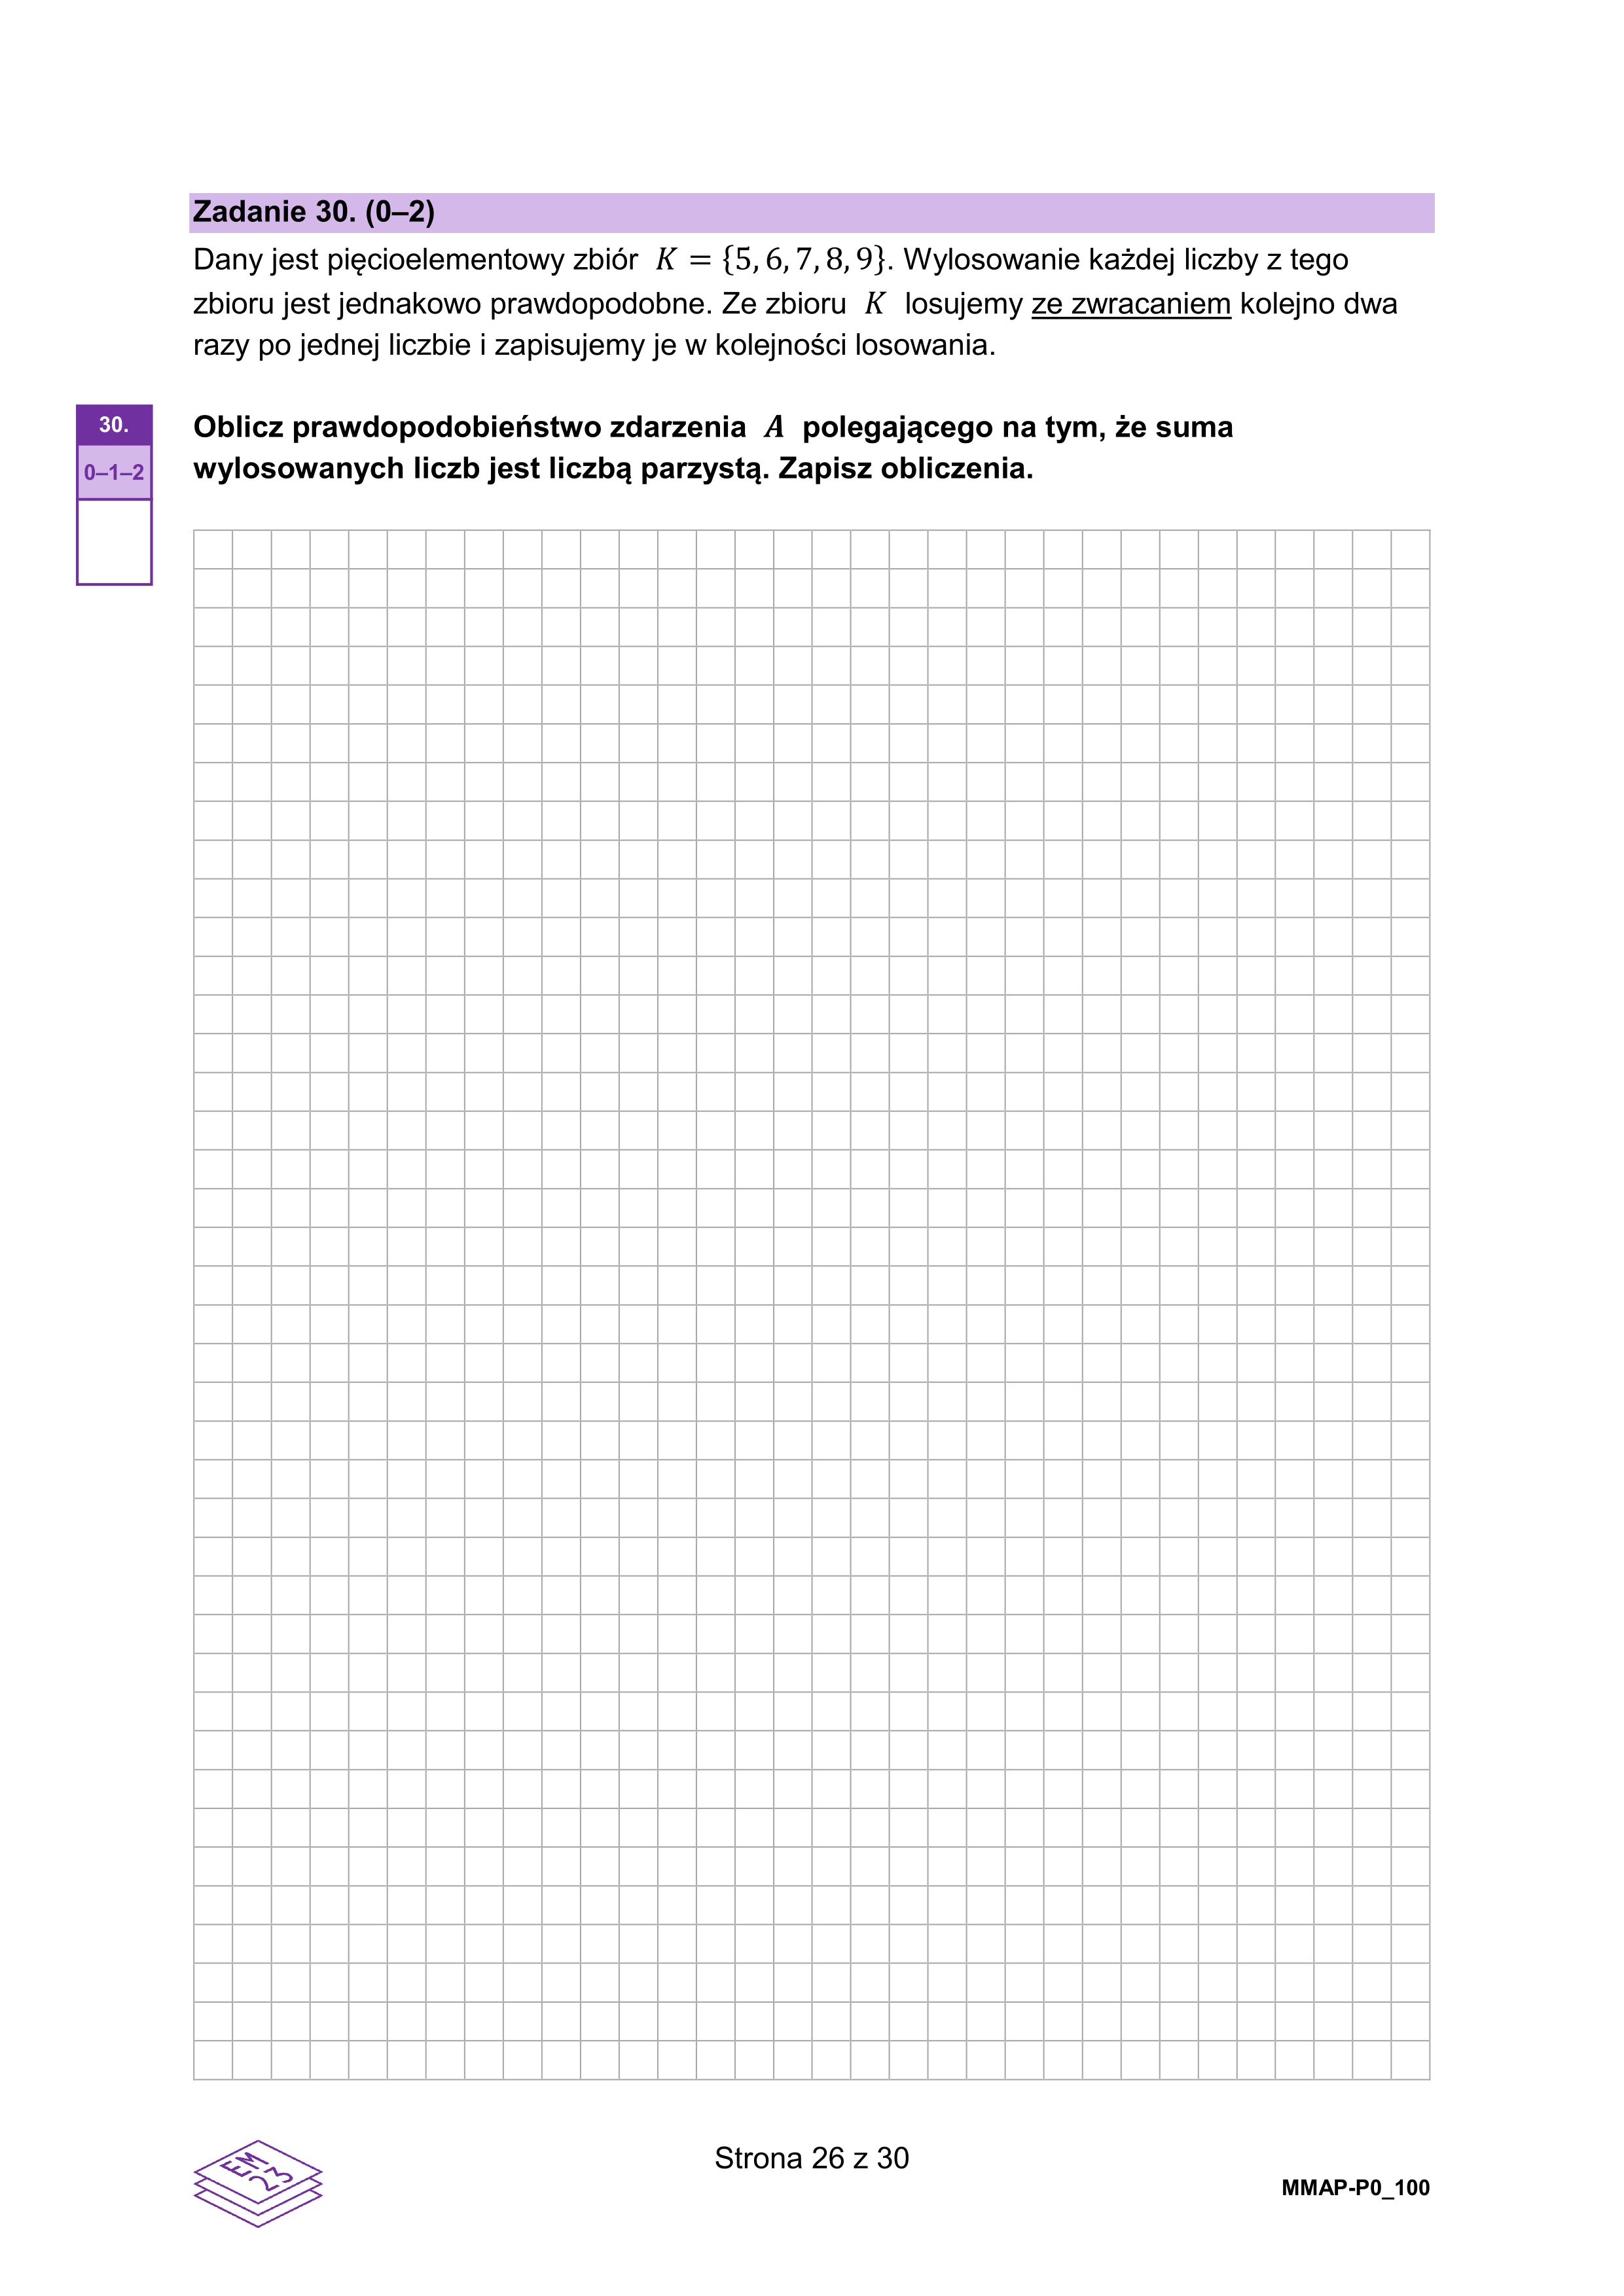 Zadanie 30. (0–2)
Dany jest pięcioelementowy zbiór K = {5, 6, 7, 8, 9}. Wylosowanie każdej liczby z tego
zbioru jest jednakowo prawdopodobne. Ze zbioru K losujemy ze zwracaniem kolejno dwa
razy po jednej liczbie i zapisujemy je w kolejności losowania.
30.
0–1–2
Oblicz prawdopodobieństwo zdarzenia A polegającego na tym, że suma
wylosowanych liczb jest liczbą parzystą. Zapisz obliczenia.
EM
23
Strona 26 z 30
MMAP-P0_100